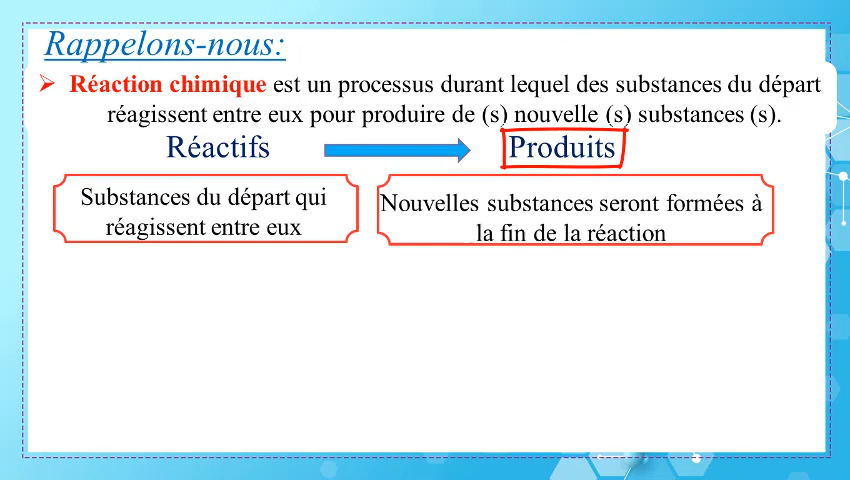 Rappelons-nous:
➢ Réaction chimique est un processus durant lequel des substances du départ
réagissent entre eux pour produire de (s) nouvelle (s) substances (s).
Réactifs
Produits
Substances du départ qui
réagissent entre eux
Nouvelles substances seront formées à
la fin de la réaction